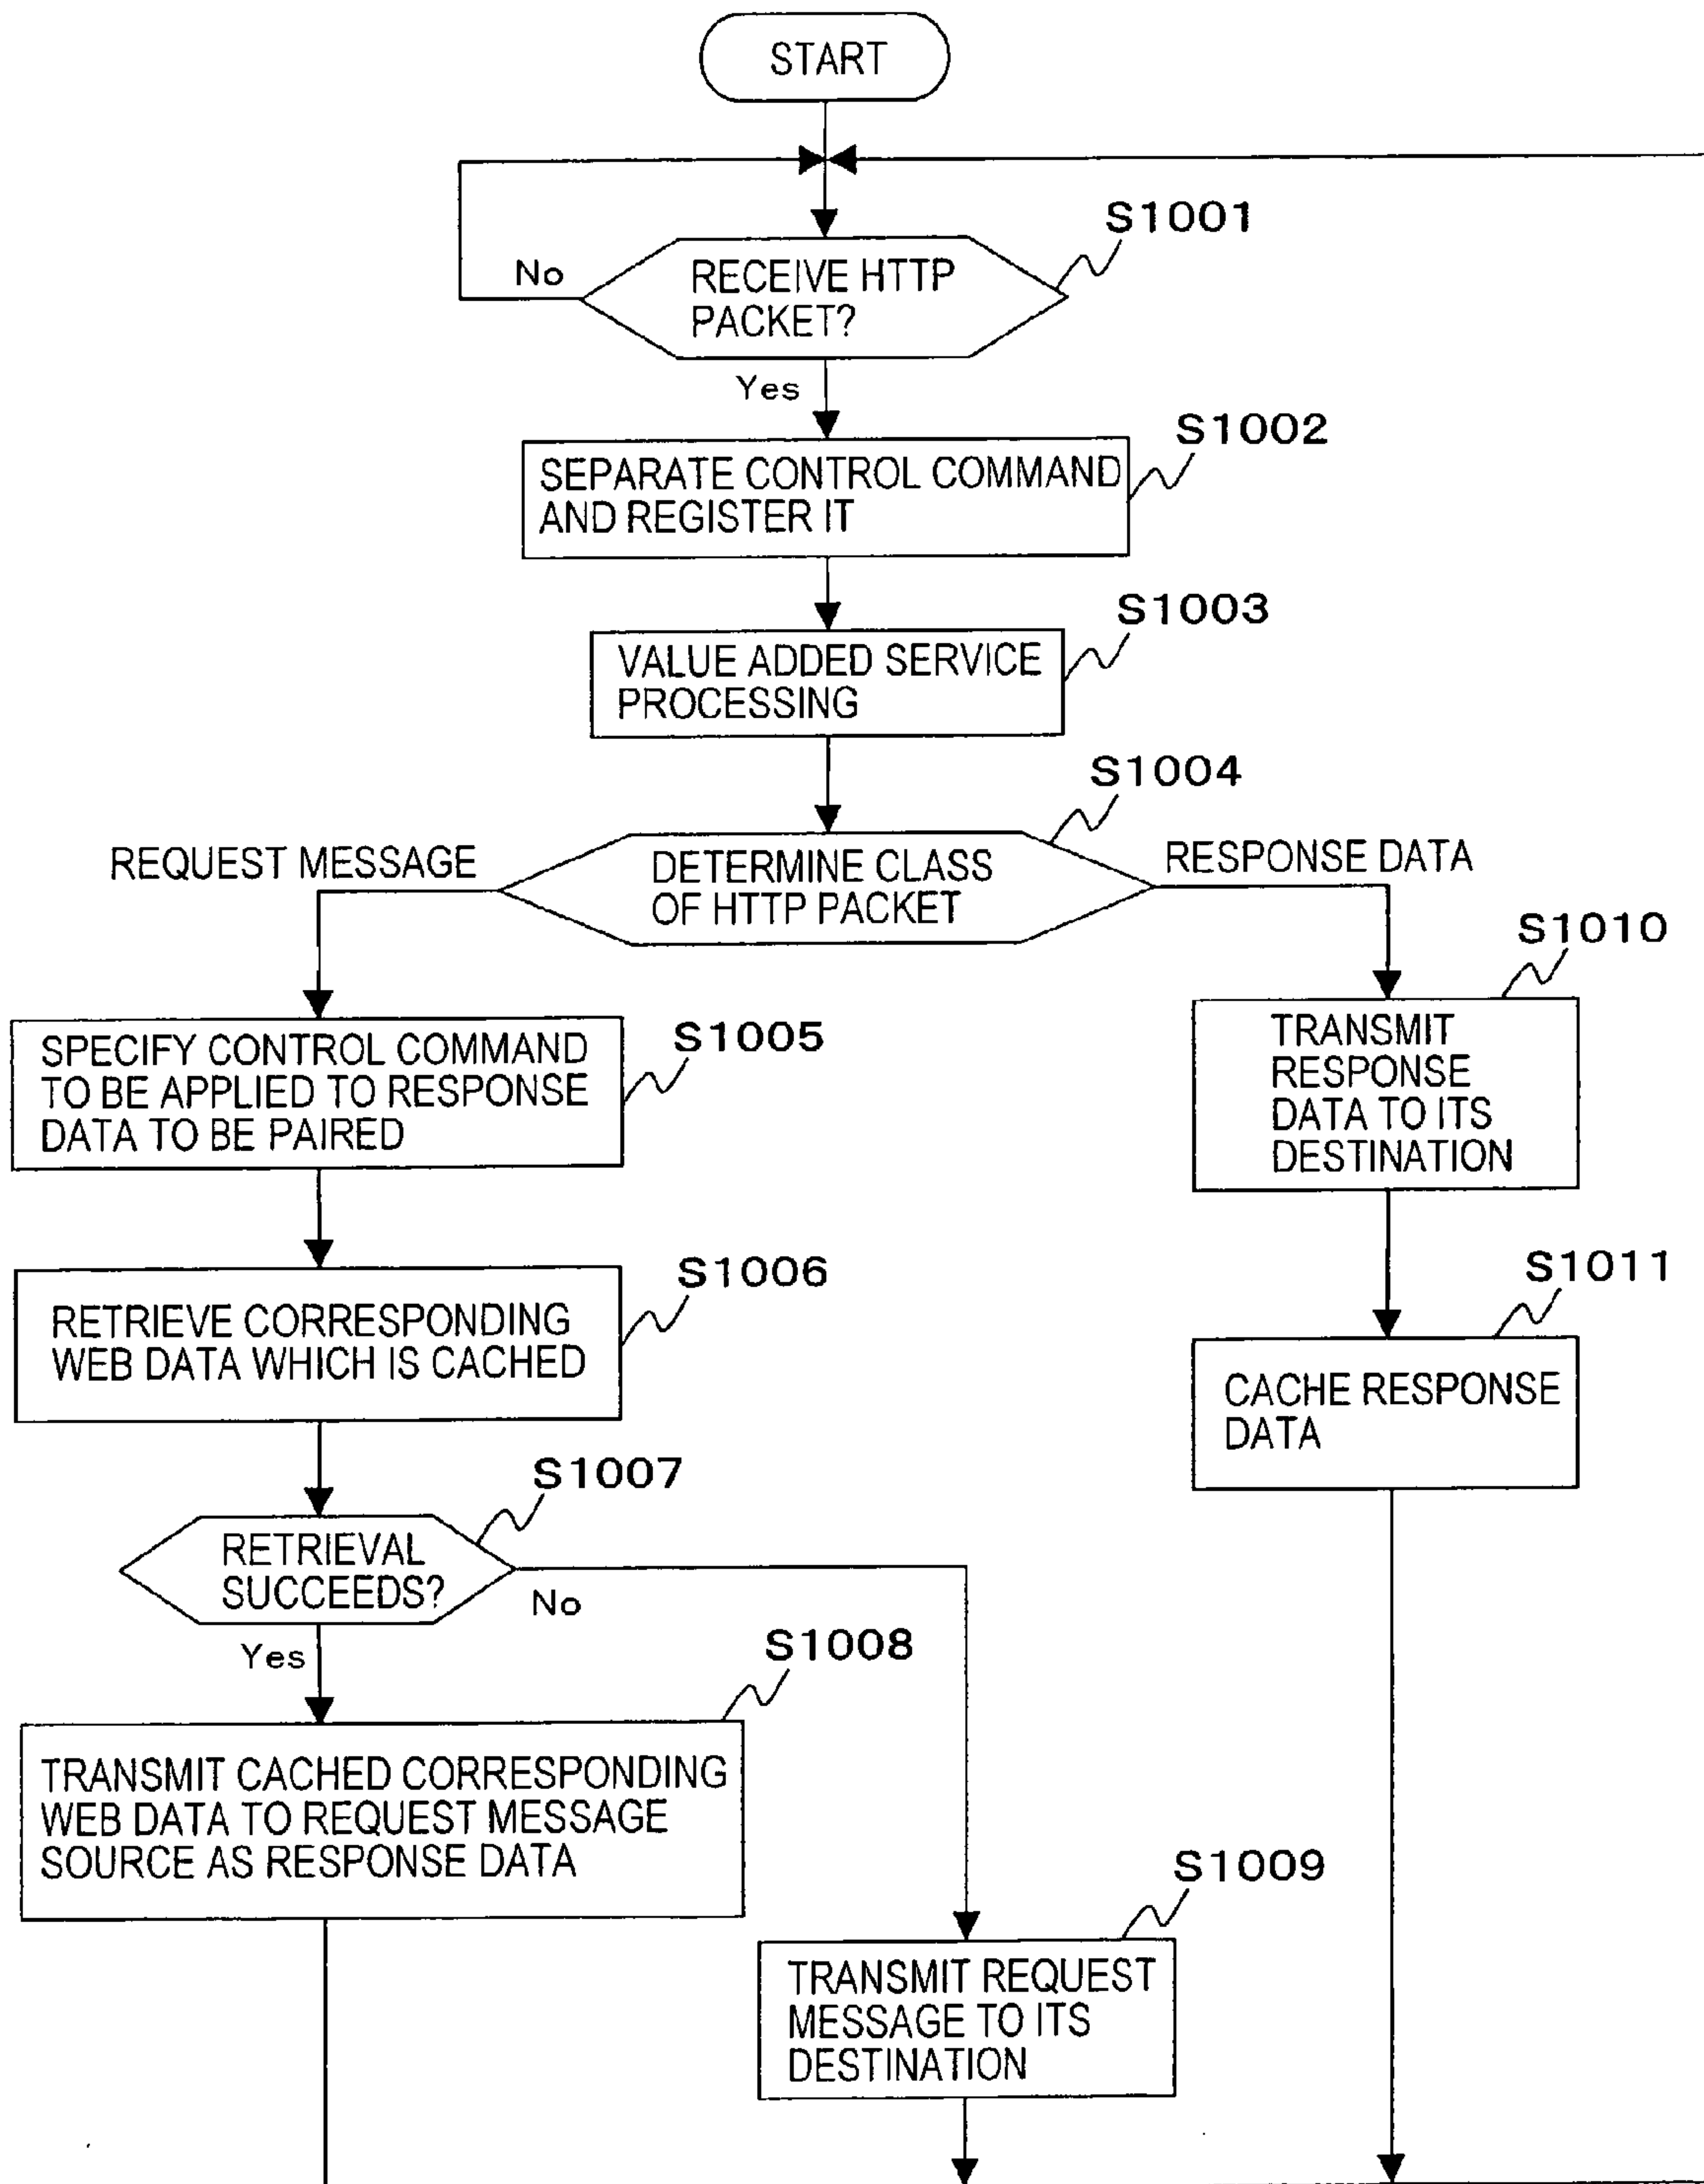 START
S1001
No
RECEIVE HTTP
PACKET?
Yes
S1002
SEPARATE CONTROL COMMAND
AND REGISTER IT
S1003
VALUE ADDED SERVICE
PROCESSING
S1004
REQUEST MESSAGE
DETERMINE CLASS
OF HTTP PACKET
RESPONSE DATA
S1005
SPECIFY CONTROL COMMAND
TO BE APPLIED TO RESPONSE
DATA TO BE PAIRED
S1010
TRANSMIT
RESPONSE
DATA TO ITS
DESTINATION
S1006
RETRIEVE CORRESPONDING
WEB DATA WHICH IS CACHED
S1011
CACHE RESPONSE
DATA
S1007
RETRIEVAL
SUCCEEDS?
No
Yes
S1008
TRANSMIT CACHED CORRESPONDING
WEB DATA TO REQUEST MESSAGE
SOURCE AS RESPONSE DATA
S1009
TRANSMIT REQUEST
MESSAGE TO ITS
DESTINATION